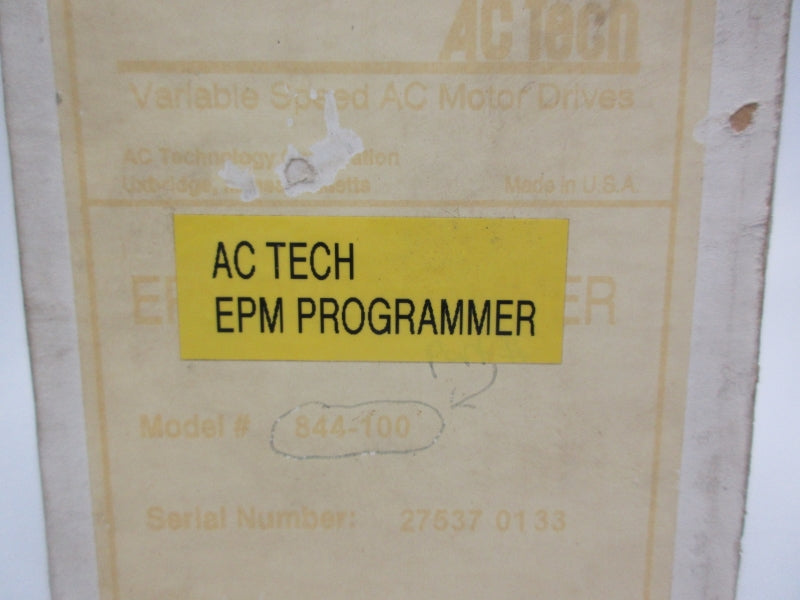 AC Tech
Variable Speed AC Motor Drives
AC Technology
Uxbridge, Made in U.S.A.
AC TECH
EPM PROGRAMMER
Model # 844-100
Serial Number: 27537 0133